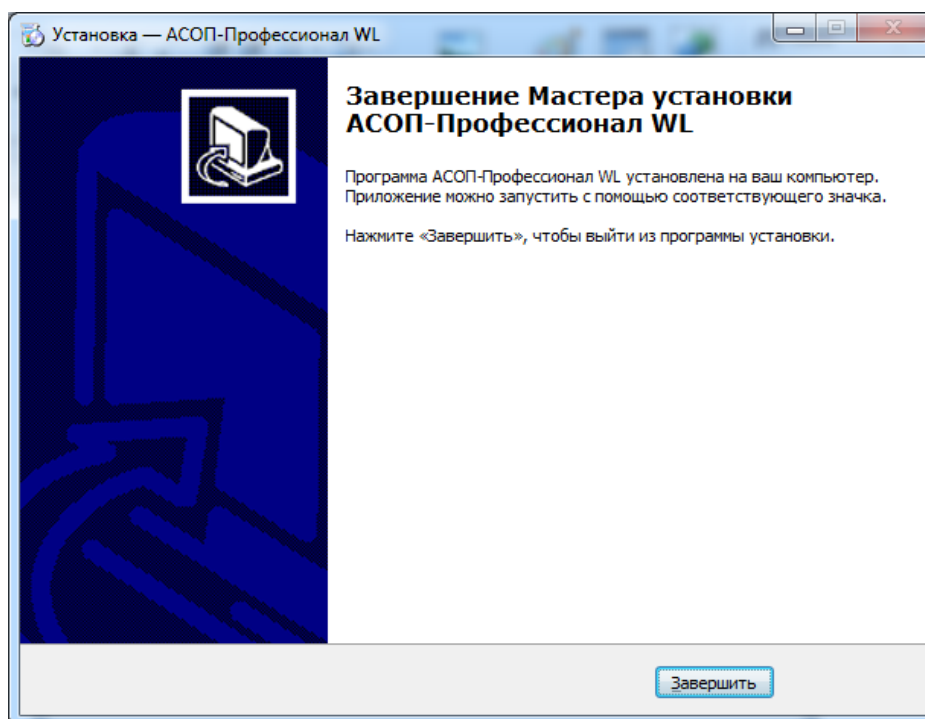 Установка — АСОП-Профессионал WL
Завершение Мастера установки
АСОП-Профессионал WL
Программа АСОП-Профессионал WL установлена на ваш компьютер.
Приложение можно запустить с помощью соответствующего значка.
Нажмите «Завершить», чтобы выйти из программы установки.
Завершить